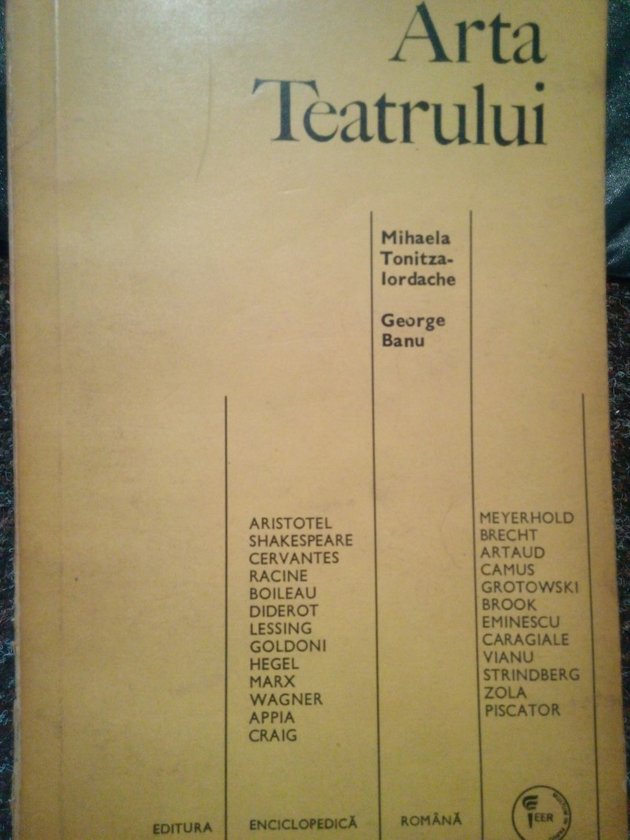 Arta
Teatrului
Mihaela
Tonitza-
Iordache
George
Banu
ARISTOTEL
SHAKESPEARE
CERVANTES
RACINE
BOILEAU
DIDEROT
LESSING
GOLDONI
HEGEL
MARX
WAGNER
APPIA
CRAIG
MEYERHOLD
BRECHT
ARTAUD
CAMUS
GROTOWSKI
BROOK
EMINESCU
CARAGIALE
VIANU
STRINDBERG
ZOLA
PISCATOR
EDITURA ENCICLOPEDICĂ ROMÂNĂ
EER